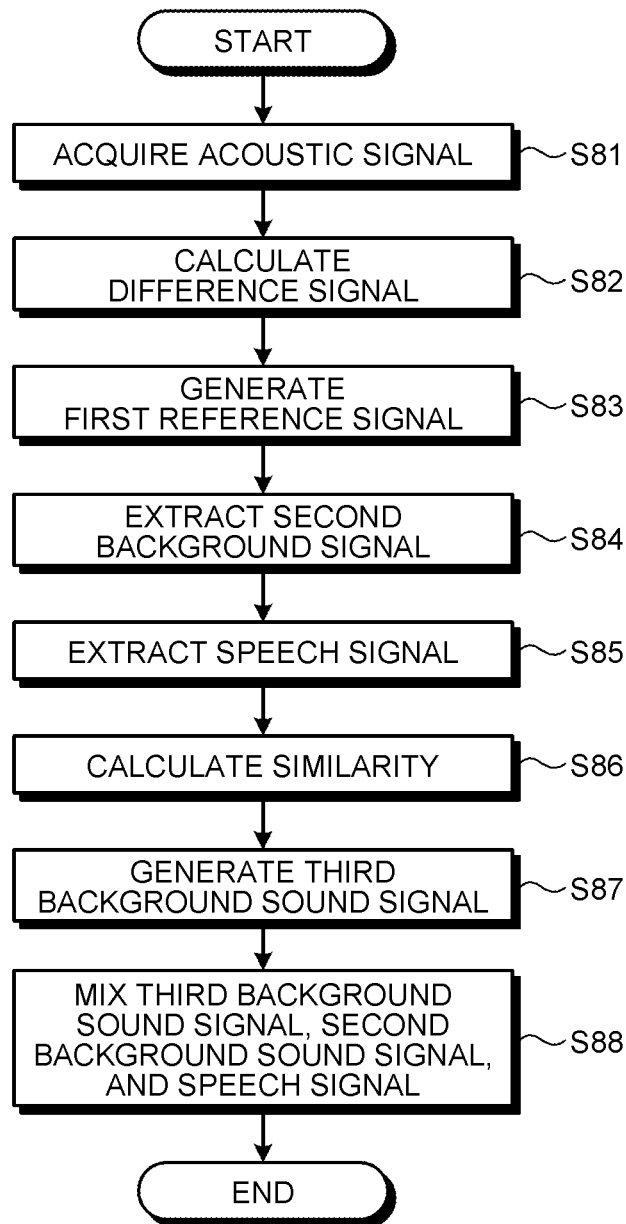 START
ACQUIRE ACOUSTIC SIGNAL
S81
CALCULATE
DIFFERENCE SIGNAL
S82
GENERATE
FIRST REFERENCE SIGNAL
S83
EXTRACT SECOND
BACKGROUND SIGNAL
S84
EXTRACT SPEECH SIGNAL
S85
CALCULATE SIMILARITY
S86
GENERATE THIRD
BACKGROUND SOUND SIGNAL
S87
MIX THIRD BACKGROUND
SOUND SIGNAL, SECOND
BACKGROUND SOUND SIGNAL,
AND SPEECH SIGNAL
S88
END